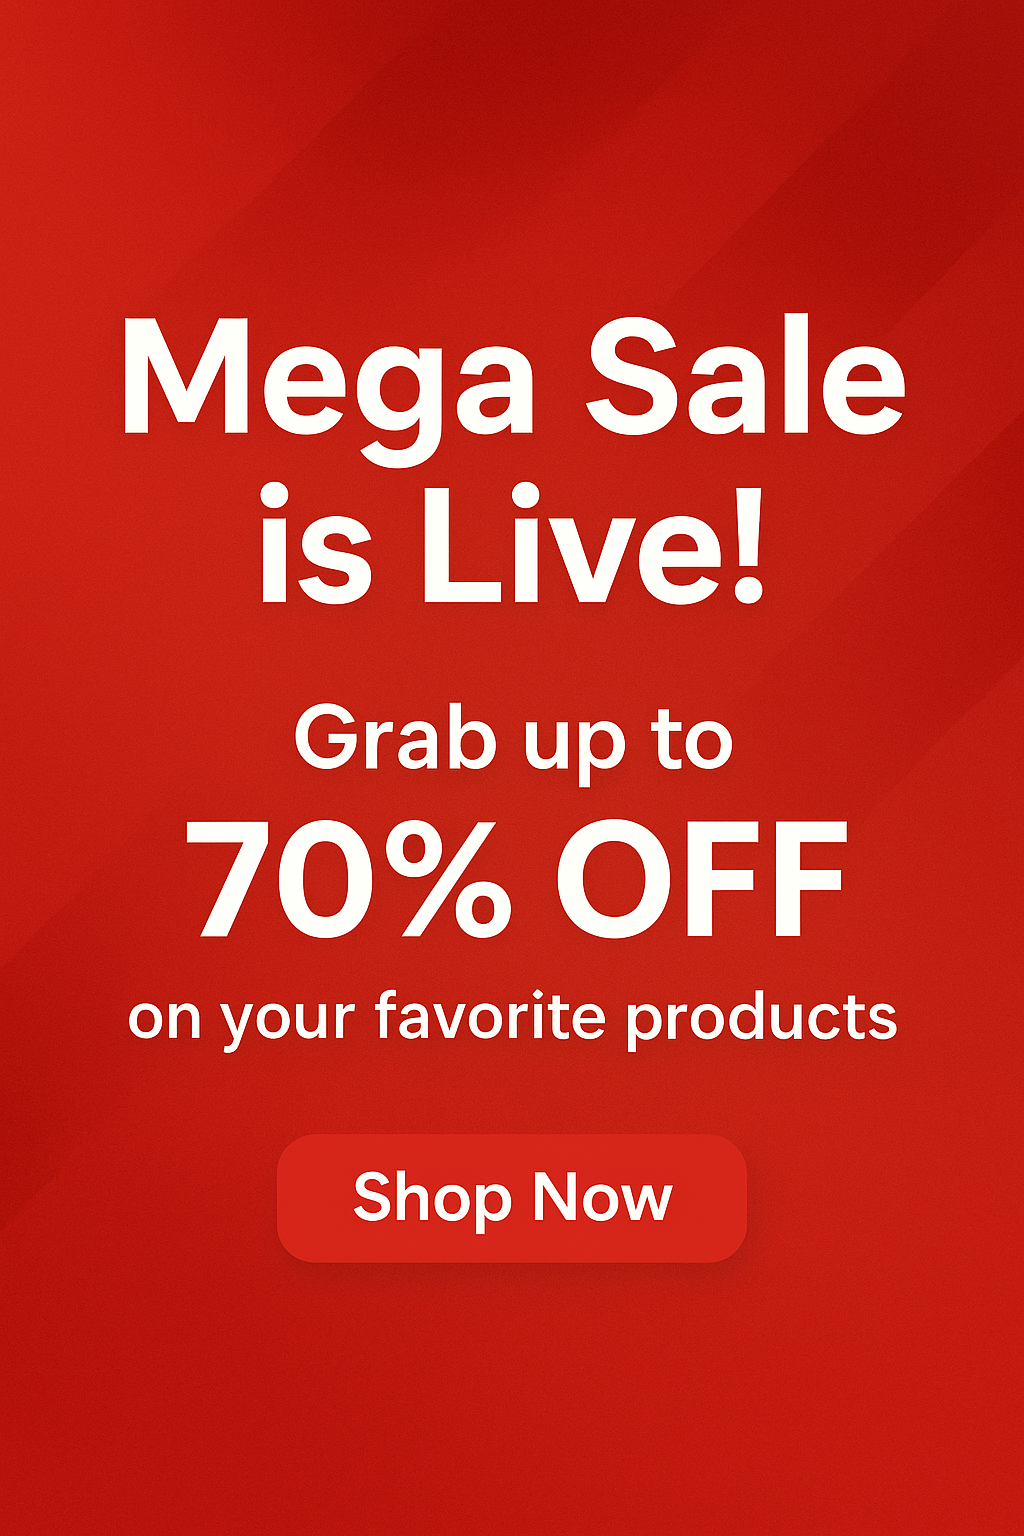 Mega Sale
is Live!
Grab up to
70% OFF
on your favorite products
Shop Now